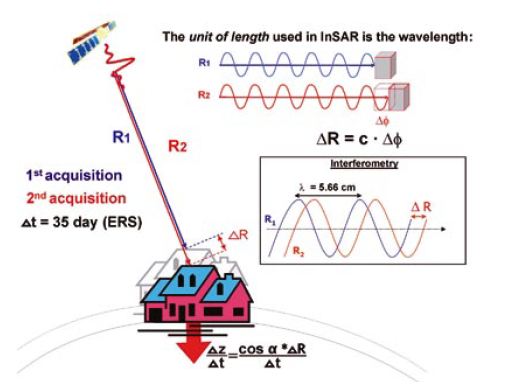 The unit of length used in InSAR is the wavelength:
R1
R2
Δϕ
ΔR = c · Δϕ
R1
R2
1st acquisition
2nd acquisition
Δt = 35 day (ERS)
ΔR
Interferometry
λ = 5.66 cm
Δ R
R1
R2
Δz/Δt = cos α *ΔR/Δt